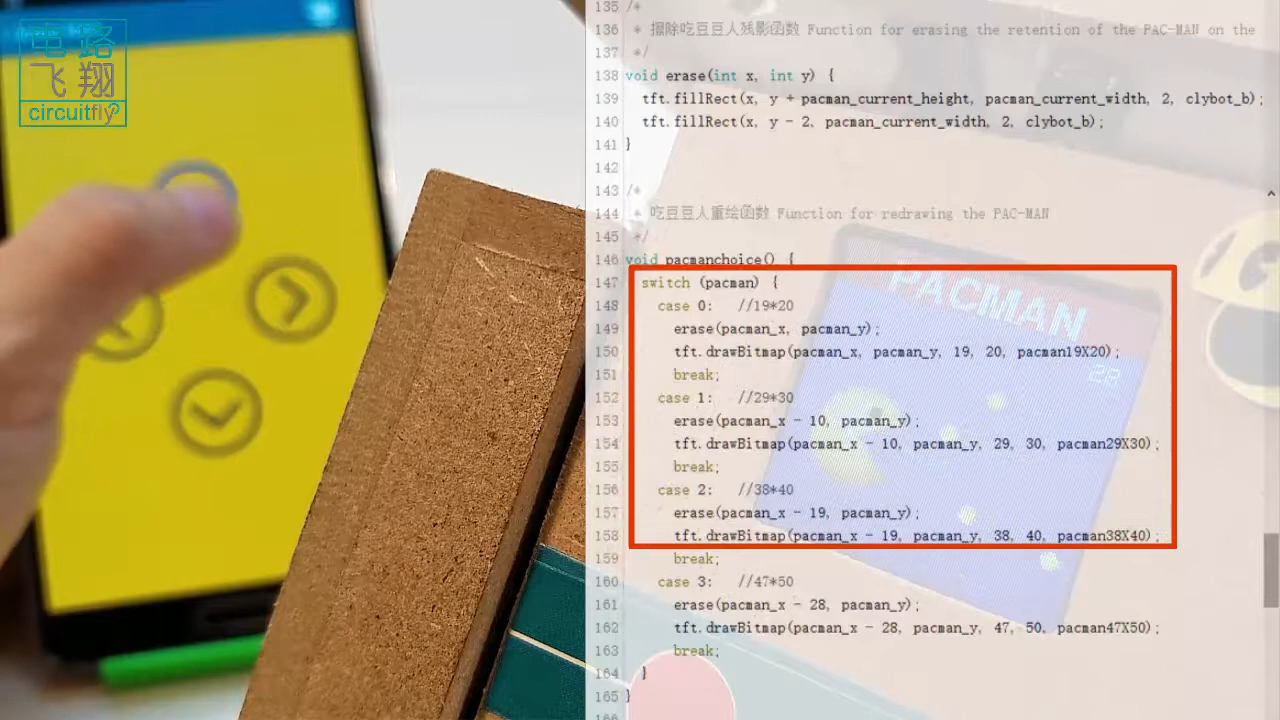 电路
飞翔
circuitfly
135 /*
136  * 擦除吃豆豆人残影函数 Function for erasing the retention of the PAC-MAN on the
137  */
138 void erase(int x, int y) {
139   tft.fillRect(x, y + pacman_current_height, pacman_current_width, 2, clybot_b);
140   tft.fillRect(x, y - 2, pacman_current_width, 2, clybot_b);
141 }
142
143 /*
144  * 吃豆豆人重绘函数 Function for redrawing the PAC-MAN
145  */
146 void pacmanchoice() {
147   switch (pacman) {
148     case 0:   //19*20
149       erase(pacman_x, pacman_y);
150       tft.drawBitmap(pacman_x, pacman_y, 19, 20, pacman19X20);
151       break;
152     case 1:   //29*30
153       erase(pacman_x - 10, pacman_y);
154       tft.drawBitmap(pacman_x - 10, pacman_y, 29, 30, pacman29X30);
155       break;
156     case 2:   //38*40
157       erase(pacman_x - 19, pacman_y);
158       tft.drawBitmap(pacman_x - 19, pacman_y, 38, 40, pacman38X40);
159       break;
160     case 3:   //47*50
161       erase(pacman_x - 28, pacman_y);
162       tft.drawBitmap(pacman_x - 28, pacman_y, 47, 50, pacman47X50);
163       break;
164   }
165 }
166
PACMAN
28